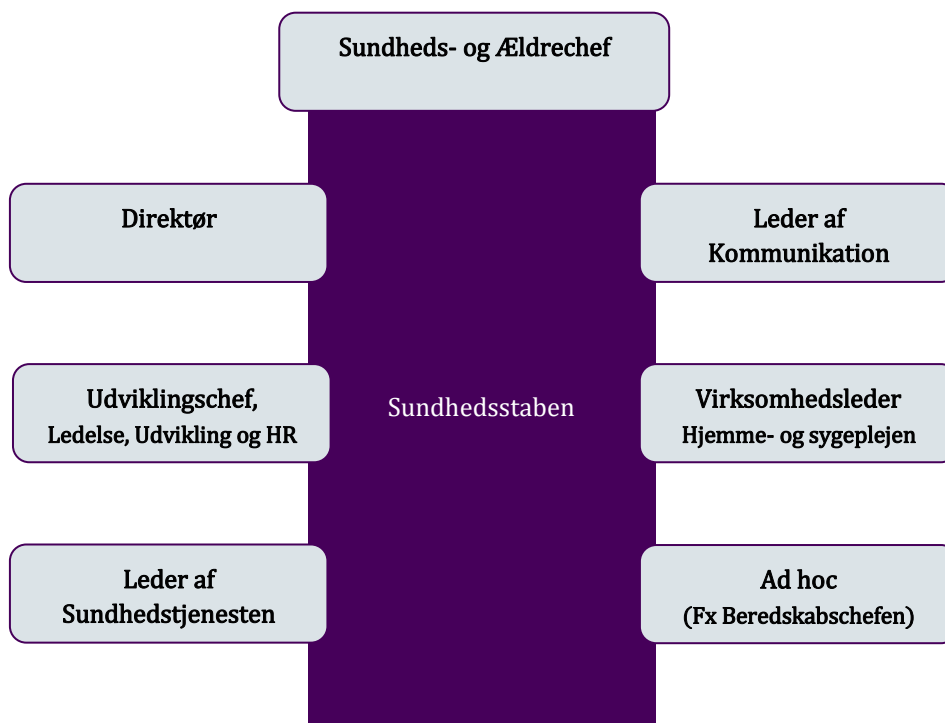 Sundheds- og Ældrechef
Direktør
Leder af
Kommunikation
Udviklingschef,
Ledelse, Udvikling og HR
Sundhedsstaben
Virksomhedsleder
Hjemme- og sygeplejen
Leder af
Sundhedstjenesten
Ad hoc
(Fx Beredskabschefen)